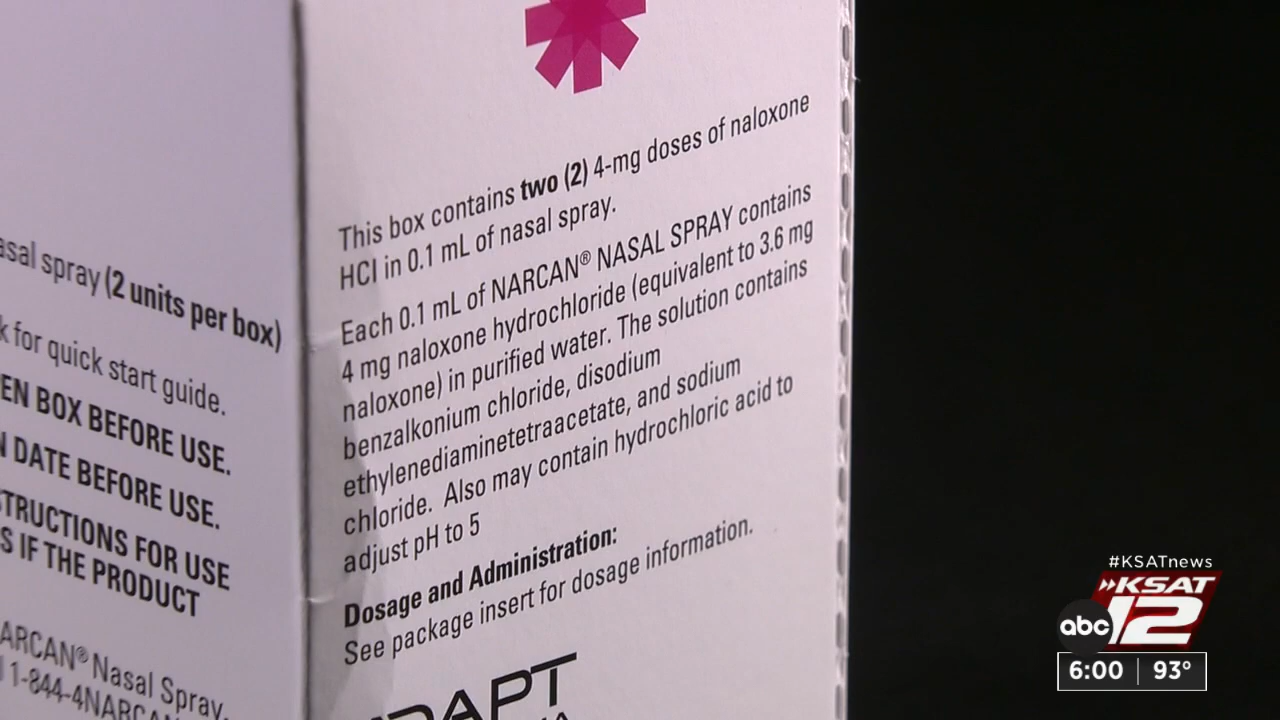 asal spray (2 units per box)
k for quick start guide.
EN BOX BEFORE USE.
N DATE BEFORE USE.
STRUCTIONS FOR USE
S IF THE PRODUCT
ARCAN® Nasal Spray,
1-844-4NARCAN
This box contains two (2) 4-mg doses of naloxone
HCl in 0.1 mL of nasal spray.
Each 0.1 mL of NARCAN® NASAL SPRAY contains
4 mg naloxone hydrochloride (equivalent to 3.6 mg
naloxone) in purified water. The solution contains
benzalkonium chloride, disodium
ethylenediaminetetraacetate, and sodium
chloride. Also may contain hydrochloric acid to
adjust pH to 5
Dosage and Administration:
See package insert for dosage information.
DAPT
#KSATnews
KSAT
abc 12
6:00 93°